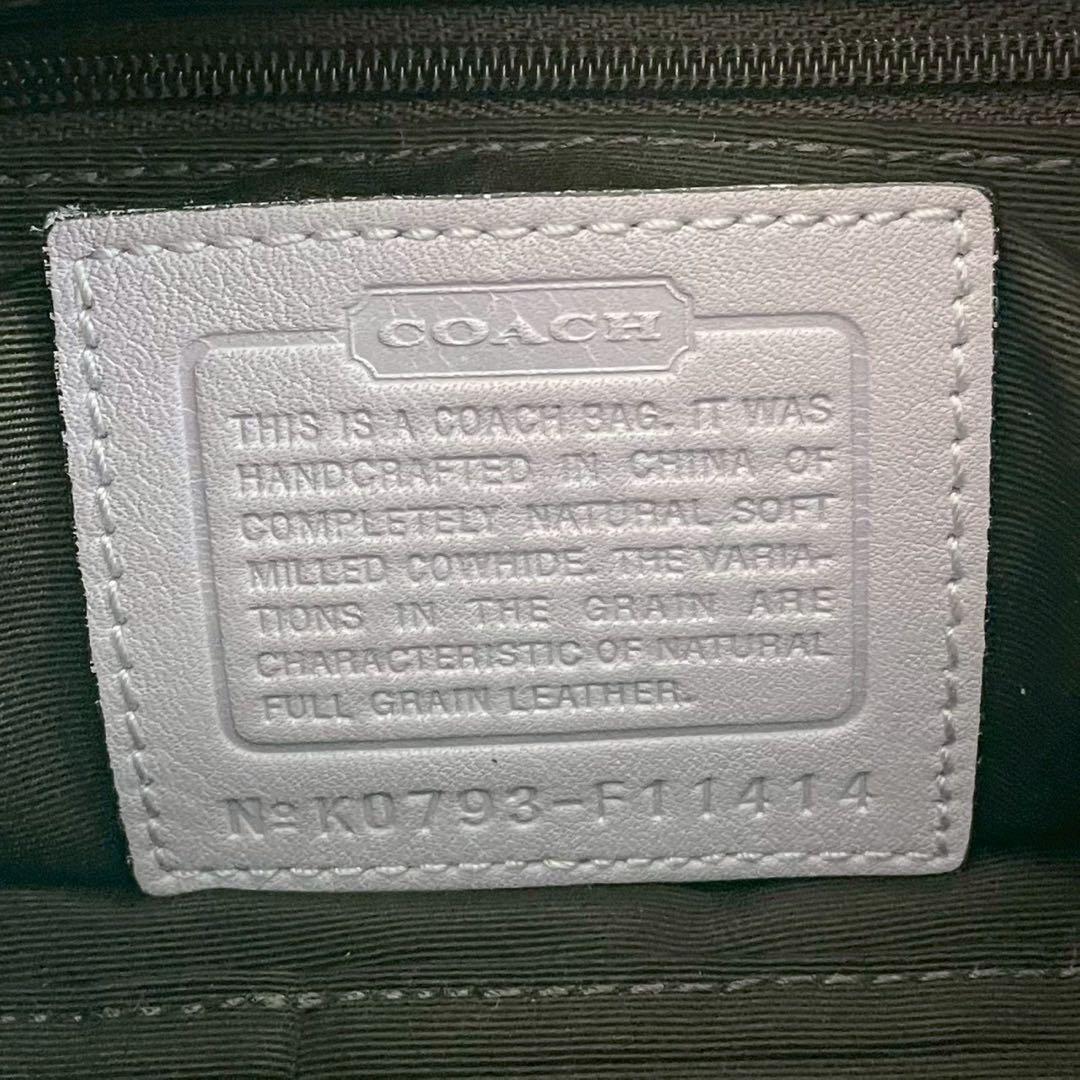 COACH
THIS IS A COACH BAG. IT WAS
HANDCRAFTED IN CHINA OF
COMPLETELY NATURAL SOFT
MILLED COWHIDE. THE VARIA-
TIONS IN THE GRAIN ARE
CHARACTERISTIC OF NATURAL
FULL GRAIN LEATHER.
№ K0793-F11414